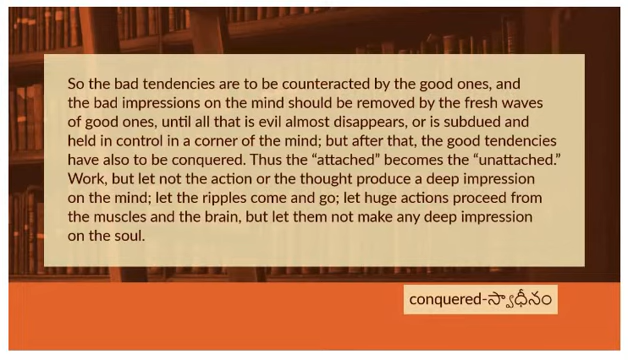 So the bad tendencies are to be counteracted by the good ones, and
the bad impressions on the mind should be removed by the fresh waves
of good ones, until all that is evil almost disappears, or is subdued and
held in control in a corner of the mind; but after that, the good tendencies
have also to be conquered. Thus the “attached” becomes the “unattached.”
Work, but let not the action or the thought produce a deep impression
on the mind; let the ripples come and go; let huge actions proceed from
the muscles and the brain, but let them not make any deep impression
on the soul.
conquered-స్వాధీనం